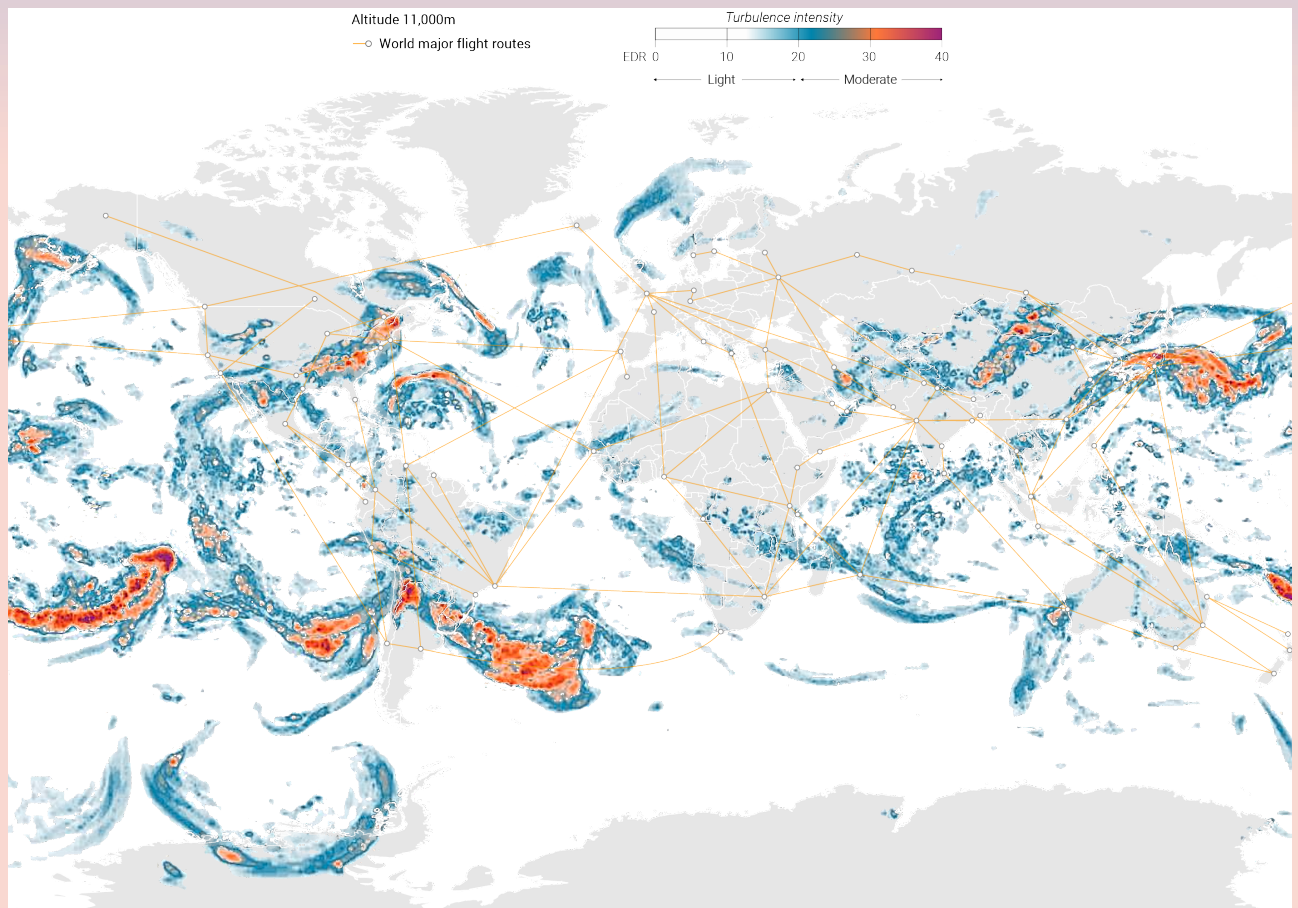 Altitude 11,000m
World major flight routes
Turbulence intensity
EDR 0 10 20 30 40
Light Moderate